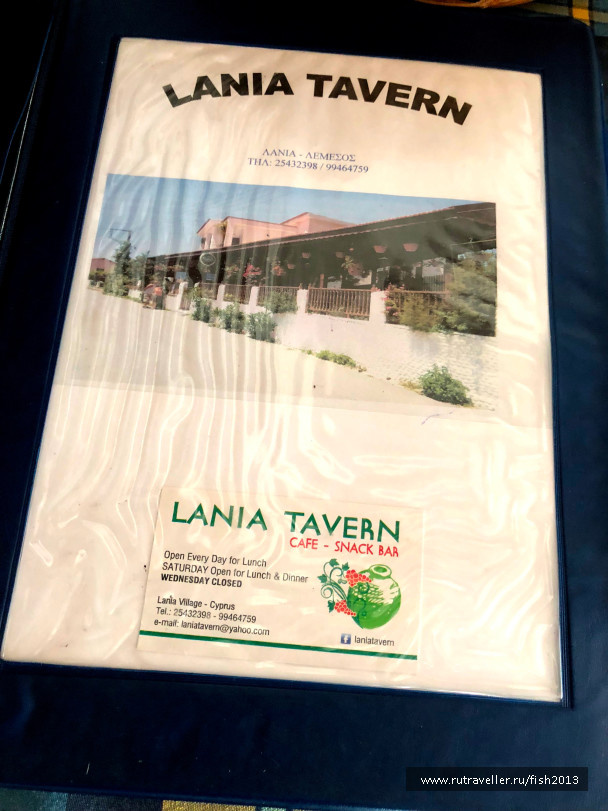 LANIA TAVERN
ΛΑΝΙΑ - ΛΕΜΕΣΟΣ
ΤΗΛ: 25432398 / 99464759
LANIA TAVERN
CAFE - SNACK BAR
Open Every Day for Lunch
SATURDAY Open for Lunch & Dinner
WEDNESDAY CLOSED
Lania Village - Cyprus
Tel.: 25432398 - 99464759
e-mail: laniatavern@yahoo.com
f laniatavern
www.rutraveller.ru/fish2013